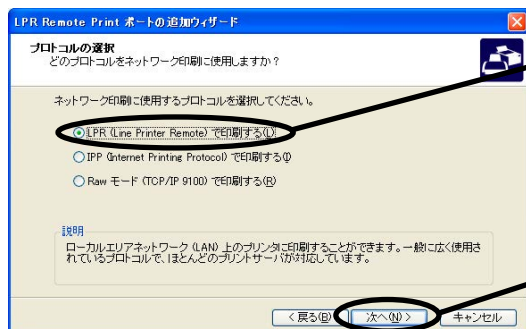 LPR Remote Print ポートの追加ウィザード
プロトコルの選択
どのプロトコルをネットワーク印刷に使用しますか？
ネットワーク印刷に使用するプロトコルを選択してください。
LPR (Line Printer Remote) で印刷する(L)
IPP (Internet Printing Protocol) で印刷する(I)
Raw モード (TCP/IP 9100) で印刷する(R)
説明
ローカルエリアネットワーク (LAN) 上のプリンタに印刷することができます。一般に広く使用さ
れているプロトコルで、ほとんどのプリントサーバが対応しています。
< 戻る(B) 次へ(N) > キャンセル